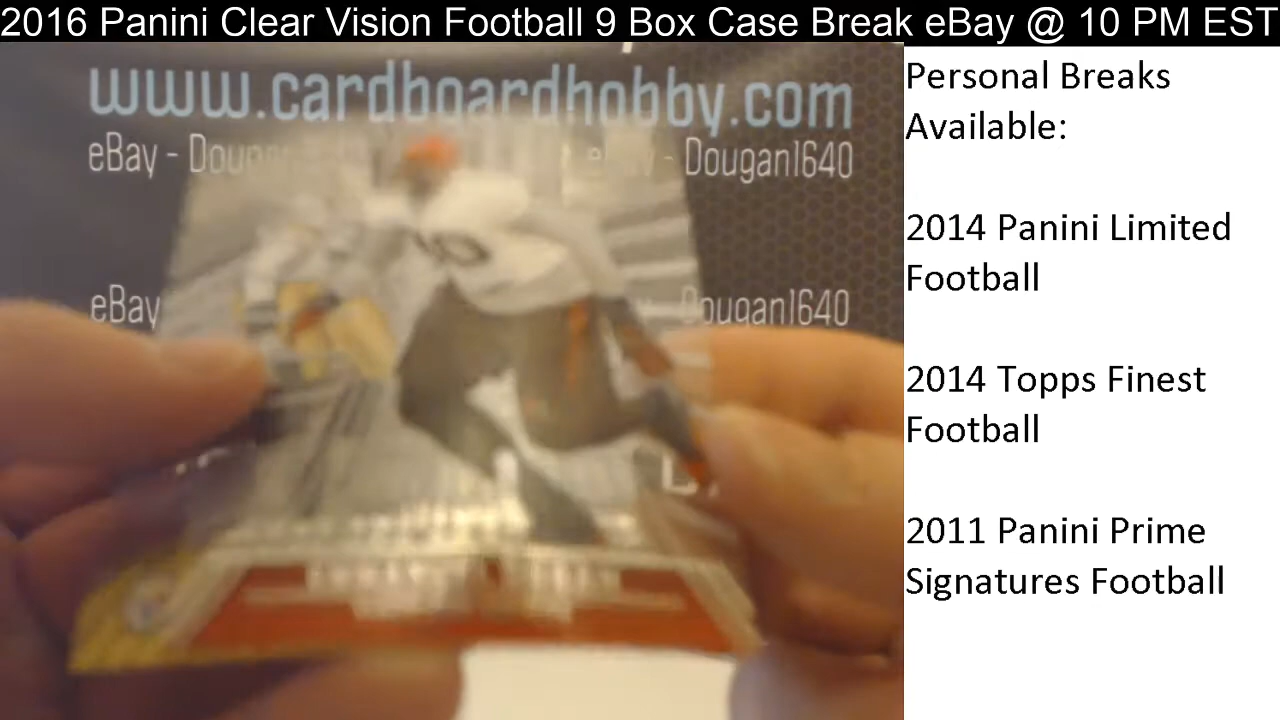 2016 Panini Clear Vision Football 9 Box Case Break eBay @ 10 PM EST
www.cardboardhobby.com
eBay - Dougan1640
eBay
Dougan1640
Personal Breaks
Available:
2014 Panini Limited
Football
2014 Topps Finest
Football
2011 Panini Prime
Signatures Football